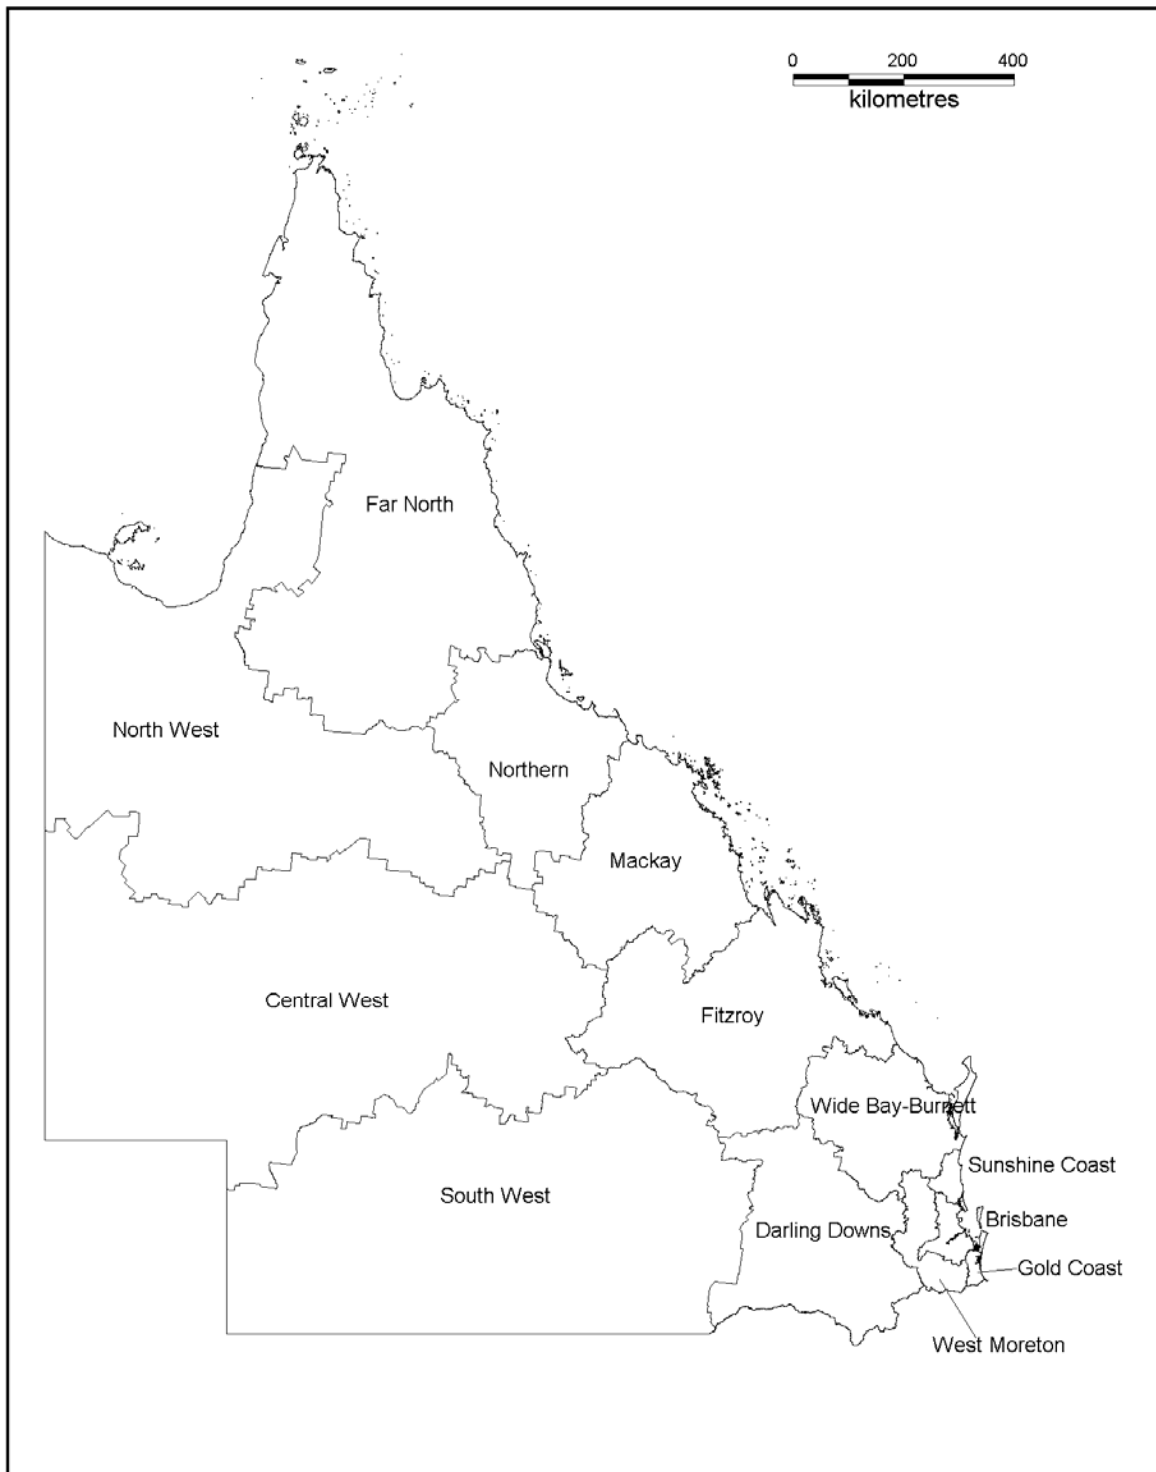 0 200 400
kilometres
Far North
North West
Northern
Mackay
Central West
Fitzroy
Wide Bay-Burnett
Sunshine Coast
South West
Brisbane
Darling Downs
Gold Coast
West Moreton